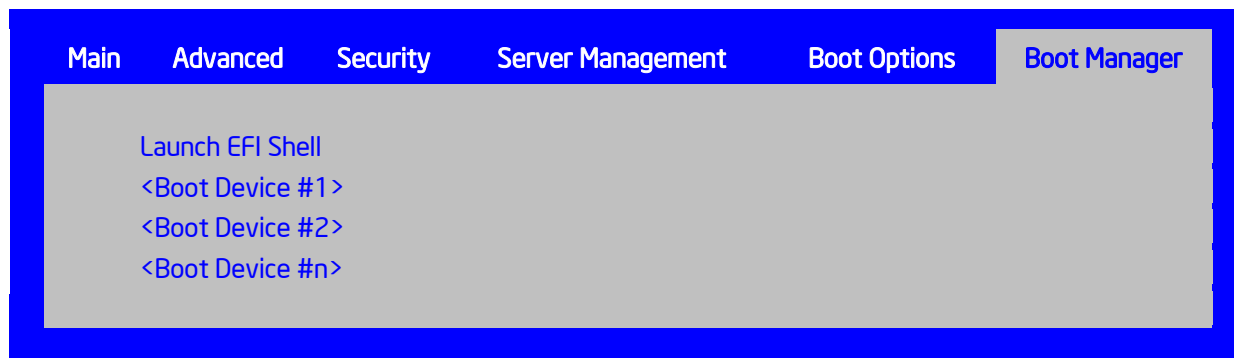 Main Advanced Security Server Management Boot Options Boot Manager
Launch EFI Shell
<Boot Device #1>
<Boot Device #2>
<Boot Device #n>